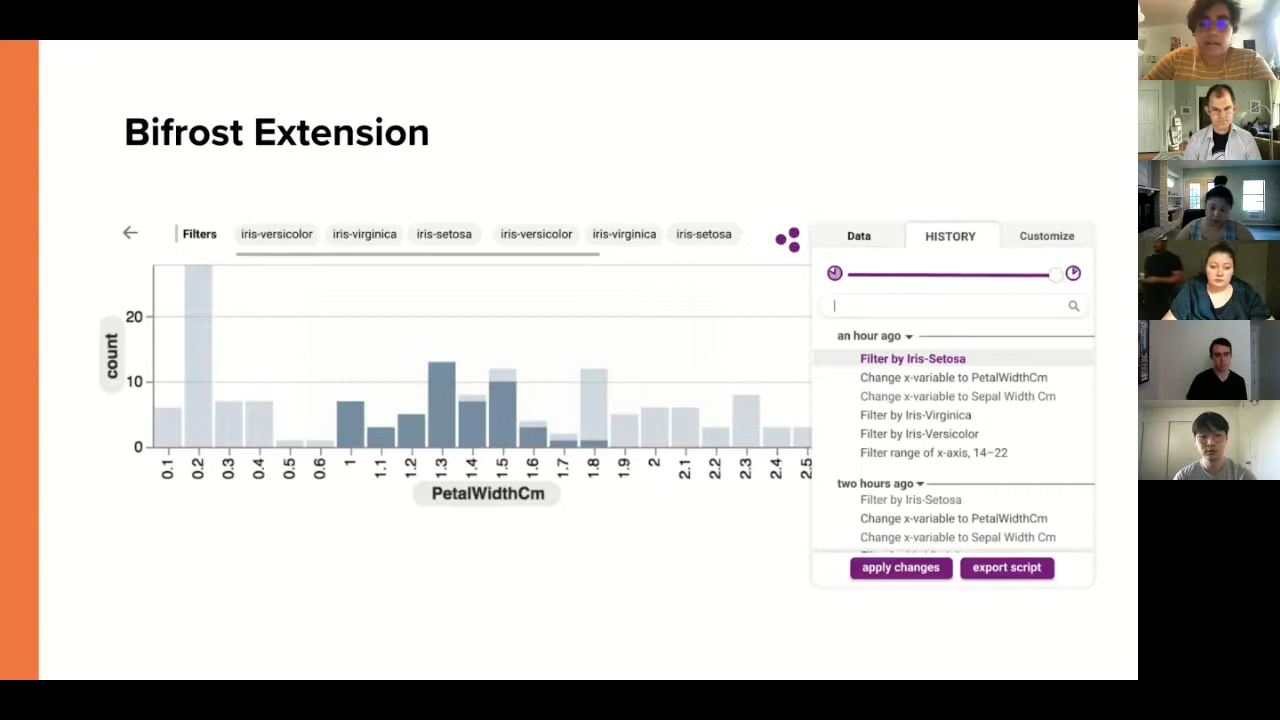 Bifrost Extension
Filters iris-versicolor iris-virginica iris-setosa iris-versicolor iris-virginica iris-setosa
count
20
10
0
0.1 0.2 0.3 0.4 0.5 0.6 1 1.1 1.2 1.3 1.4 1.5 1.6 1.7 1.8 1.9 2 2.1 2.2 2.3 2.4 2.5
PetalWidthCm
Data HISTORY Customize
an hour ago
Filter by Iris-Setosa
Change x-variable to PetalWidthCm
Change x-variable to Sepal Width Cm
Filter by Iris-Virginica
Filter by Iris-Versicolor
Filter range of x-axis, 14–22
two hours ago
Filter by Iris-Setosa
Change x-variable to PetalWidthCm
Change x-variable to Sepal Width Cm
apply changes export script